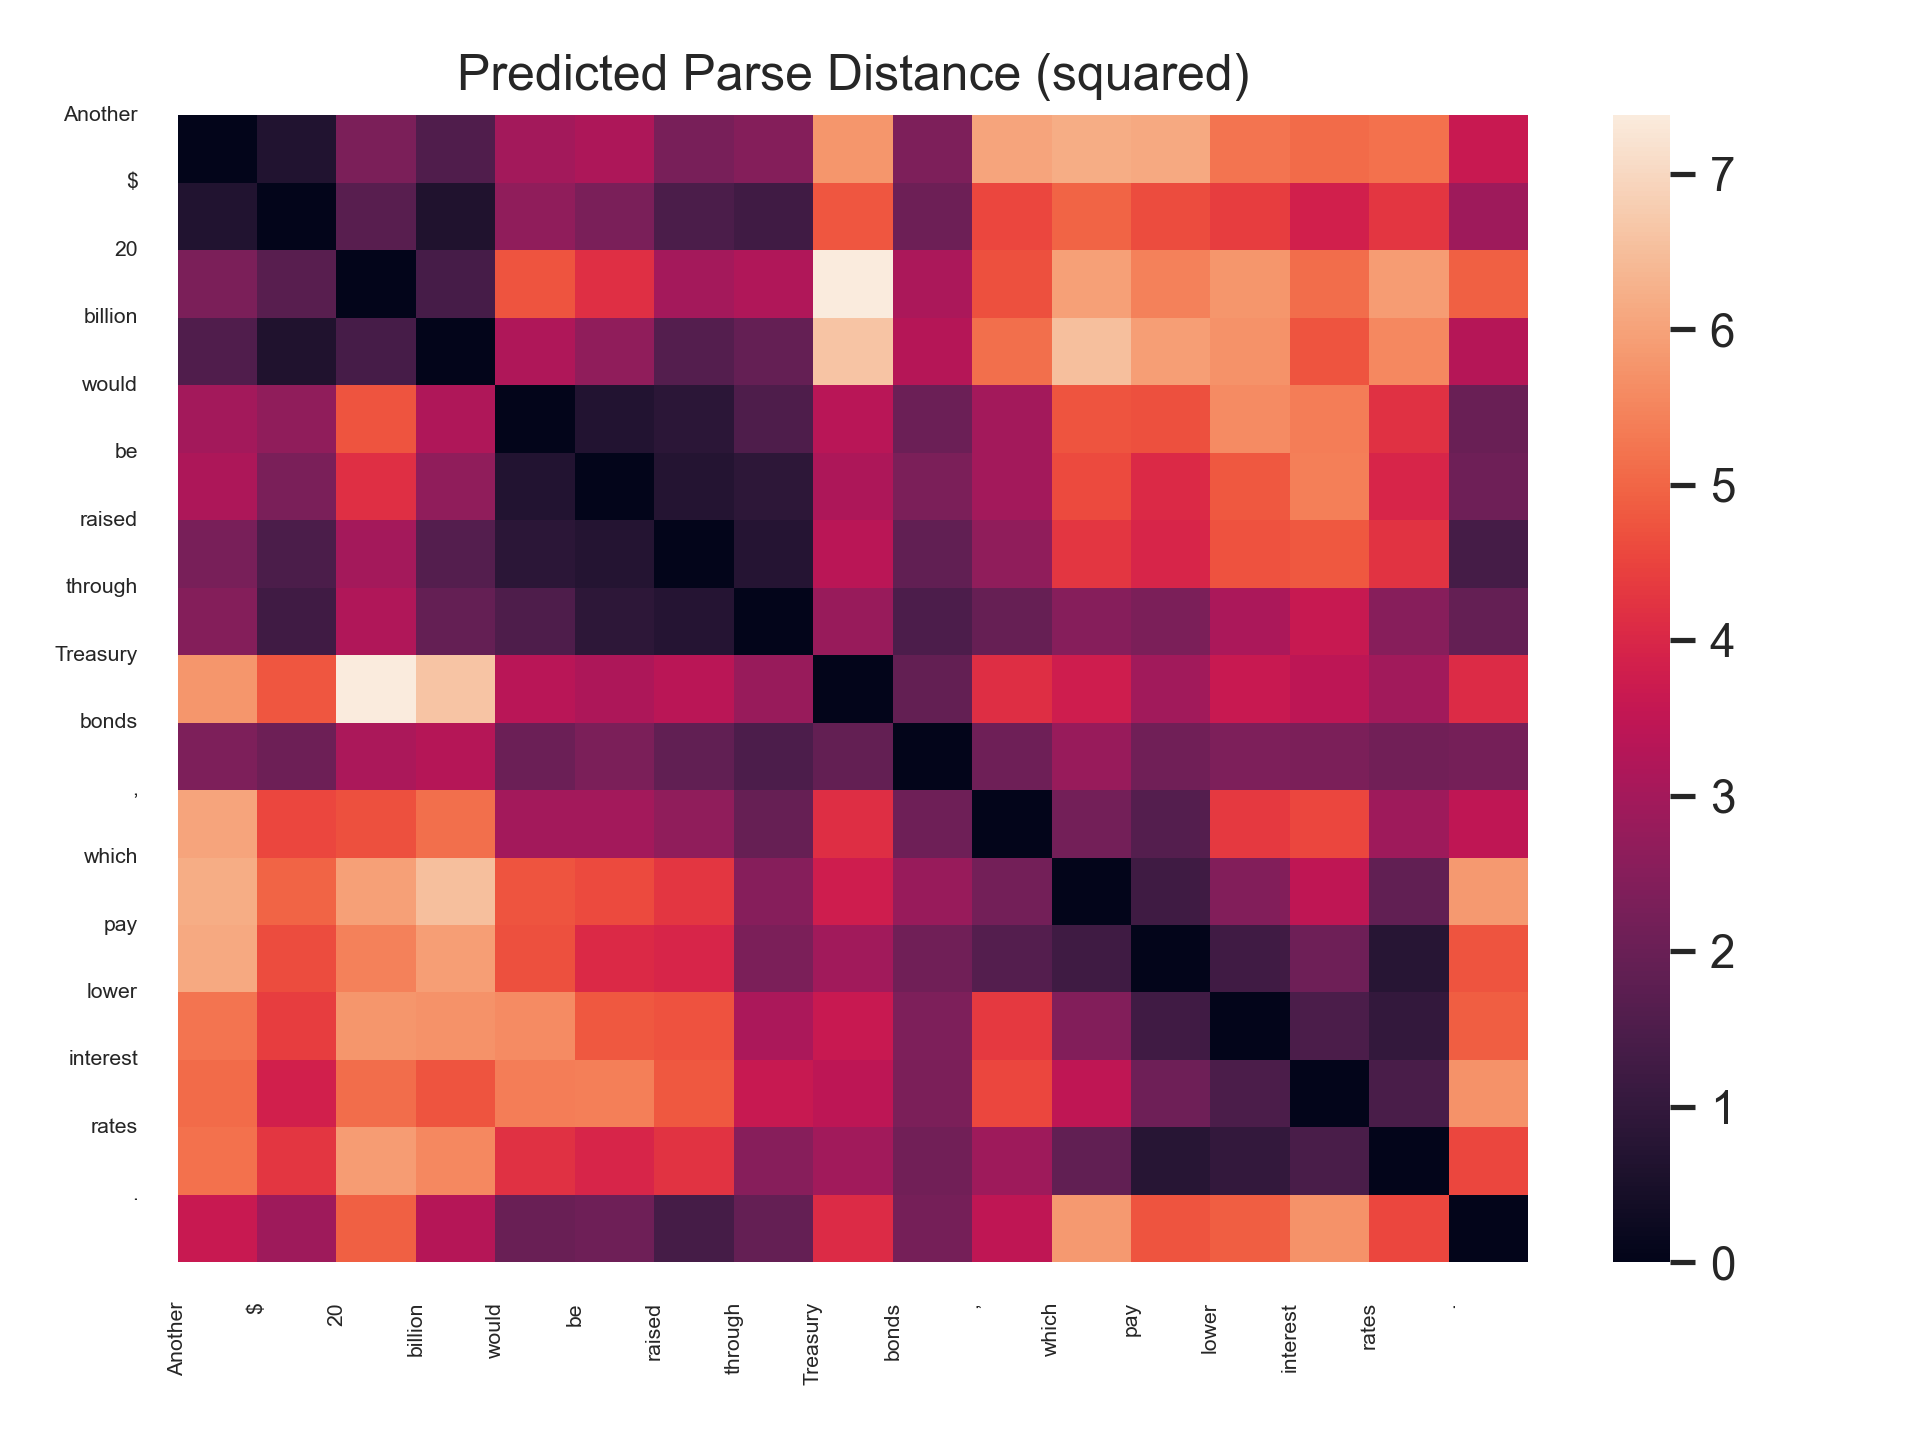 Predicted Parse Distance (squared)
Another
$
20
billion
would
be
raised
through
Treasury
bonds
,
which
pay
lower
interest
rates
.
7
6
5
4
3
2
1
0
Another
$
20
billion
would
be
raised
through
Treasury
bonds
,
which
pay
lower
interest
rates
.